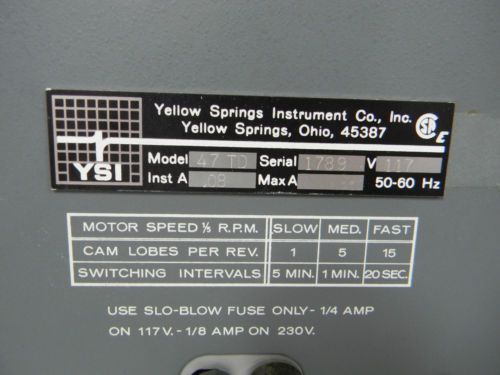 Yellow Springs Instrument Co., Inc.
Yellow Springs, Ohio, 45387
YSI
Model 47 TD Serial 1789 V 117
Inst A .08 Max A 50-60 Hz
MOTOR SPEED ⅕ R.P.M. SLOW MED. FAST
CAM LOBES PER REV. 1 5 15
SWITCHING INTERVALS 5 MIN. 1 MIN. 20 SEC.
USE SLO-BLOW FUSE ONLY - 1/4 AMP
ON 117 V. - 1/8 AMP ON 230V.